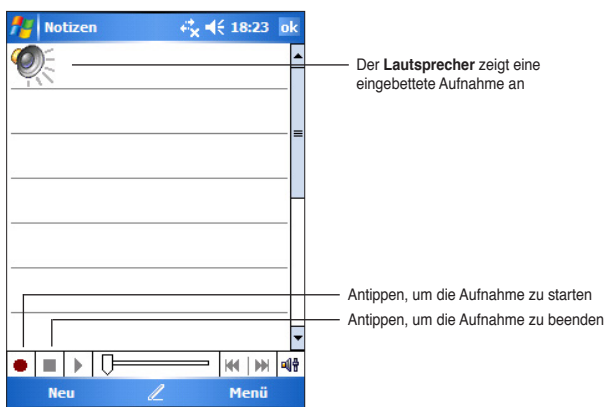 Notizen 18:23 ok
Der Lautsprecher zeigt eine
eingebettete Aufnahme an
Antippen, um die Aufnahme zu starten
Antippen, um die Aufnahme zu beenden
Neu Menü